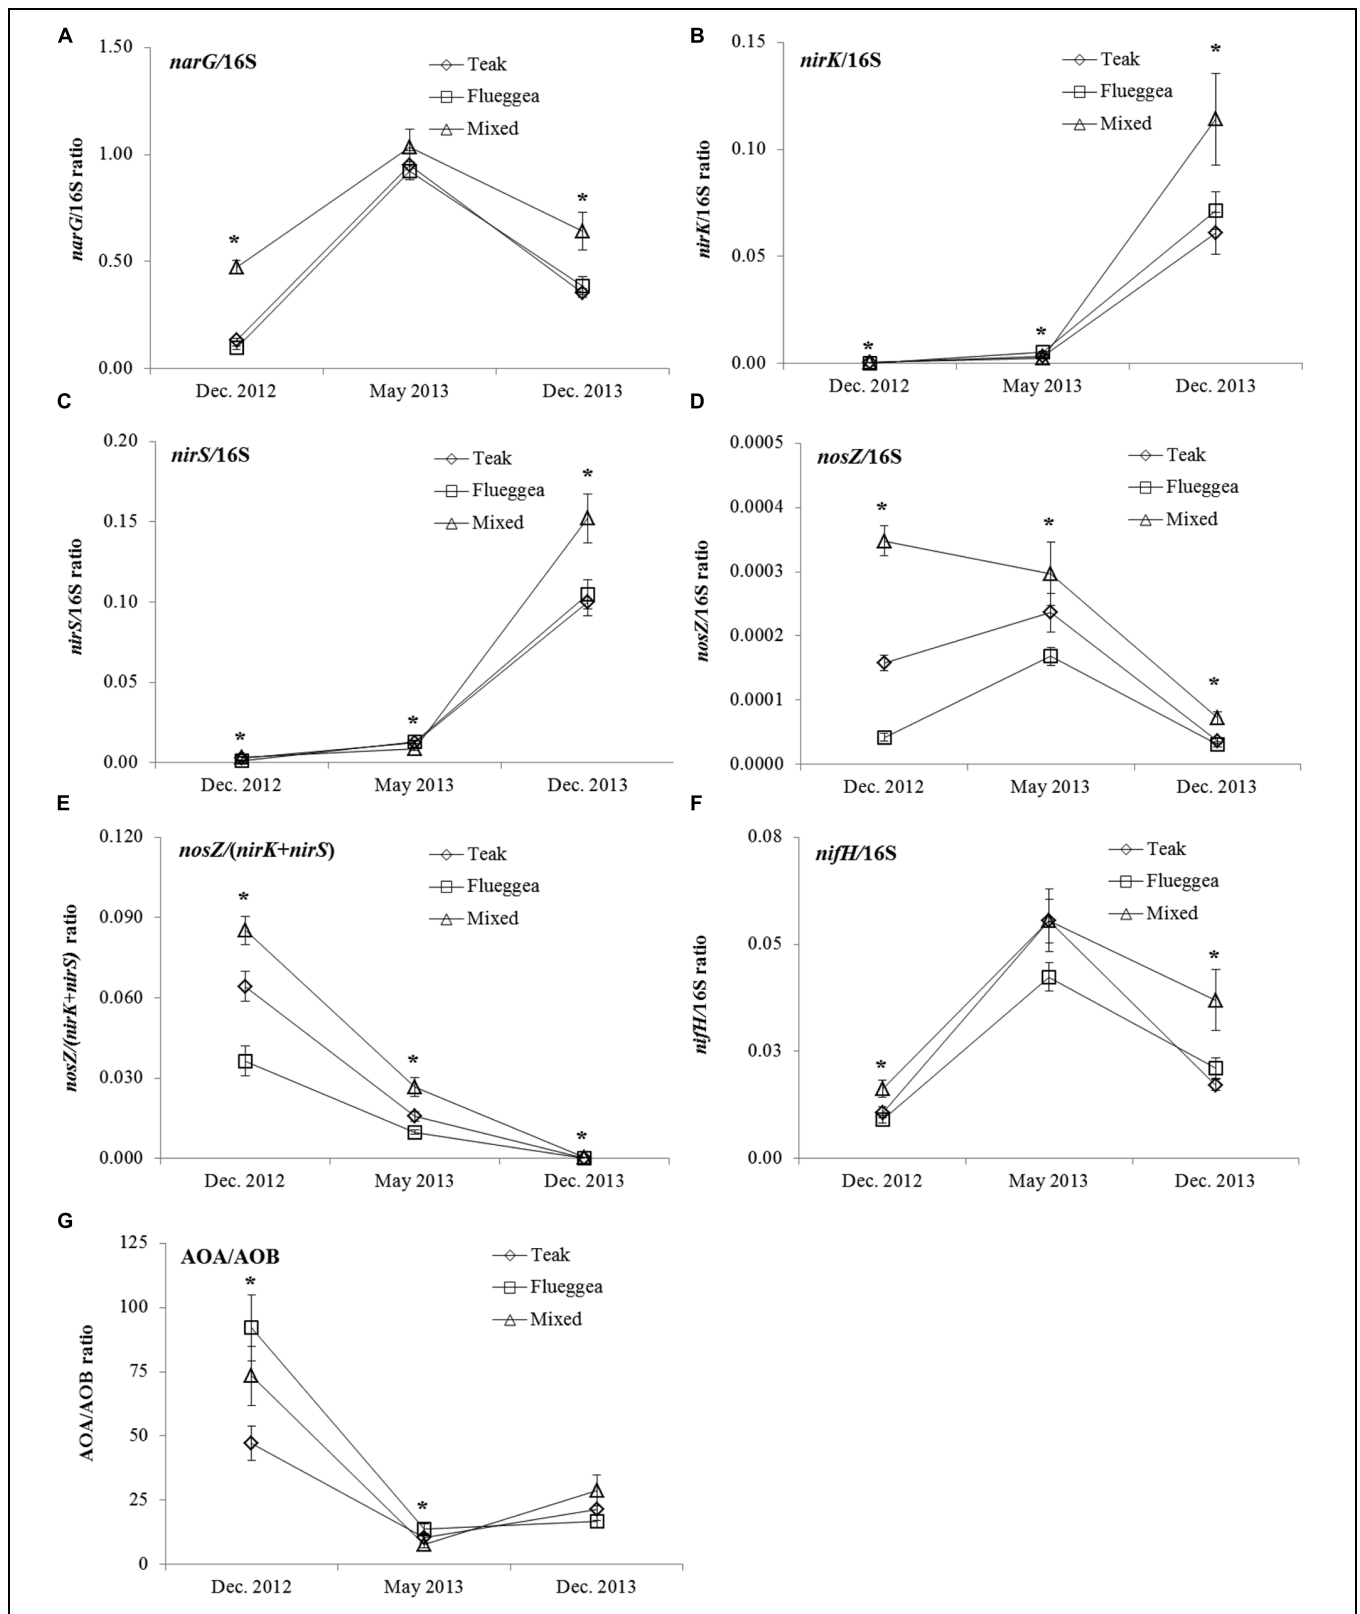 A
narG/16S
Teak
Flueggea
Mixed
narG/16S ratio
1.50
1.00
0.50
0.00
*
*
Dec. 2012 May 2013 Dec. 2013
B
nirK/16S
Teak
Flueggea
Mixed
nirK/16S ratio
0.15
0.10
0.05
0.00
*
*
*
Dec. 2012 May 2013 Dec. 2013
C
nirS/16S
Teak
Flueggea
Mixed
nirS/16S ratio
0.20
0.15
0.10
0.05
0.00
*
*
*
Dec. 2012 May 2013 Dec. 2013
D
nosZ/16S
Teak
Flueggea
Mixed
nosZ/16S ratio
0.0005
0.0004
0.0003
0.0002
0.0001
0.0000
*
*
*
Dec. 2012 May 2013 Dec. 2013
E
nosZ/(nirK+nirS)
Teak
Flueggea
Mixed
nosZ/(nirK+nirS) ratio
0.120
0.090
0.060
0.030
0.000
*
*
*
Dec. 2012 May 2013 Dec. 2013
F
nifH/16S
Teak
Flueggea
Mixed
nifH/16S ratio
0.08
0.05
0.03
0.00
*
*
Dec. 2012 May 2013 Dec. 2013
G
AOA/AOB
Teak
Flueggea
Mixed
AOA/AOB ratio
125
100
75
50
25
0
*
*
Dec. 2012 May 2013 Dec. 2013